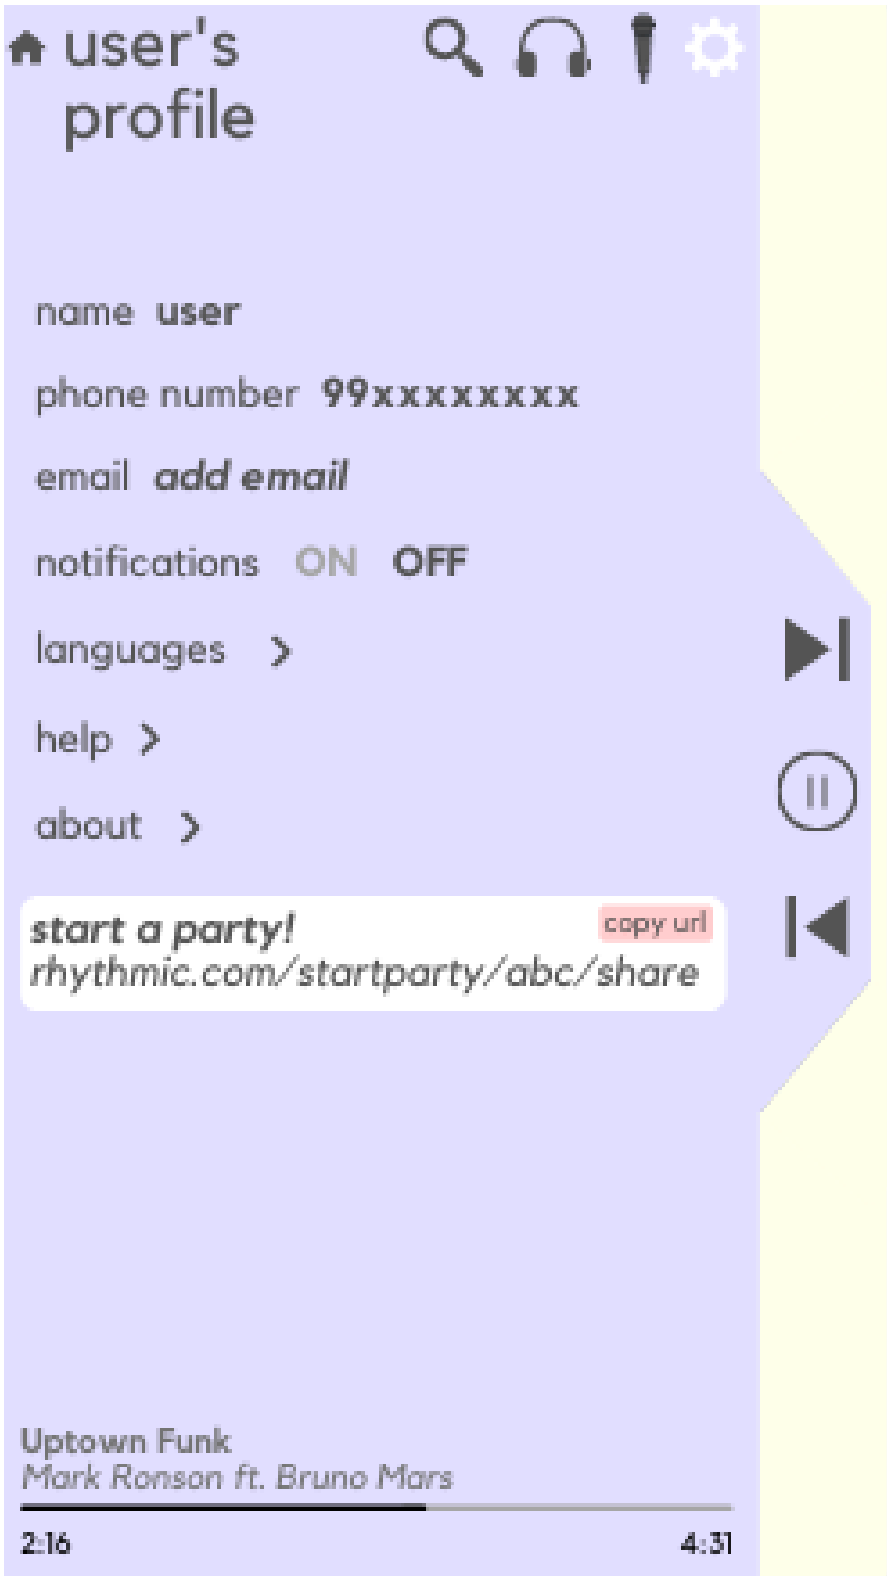 user's
profile
name user
phone number 99xxxxxxxx
email add email
notifications ON OFF
languages >
help >
about >
start a party! copy url
rhythmic.com/startparty/abc/share
Uptown Funk
Mark Ronson ft. Bruno Mars
2:16 4:31